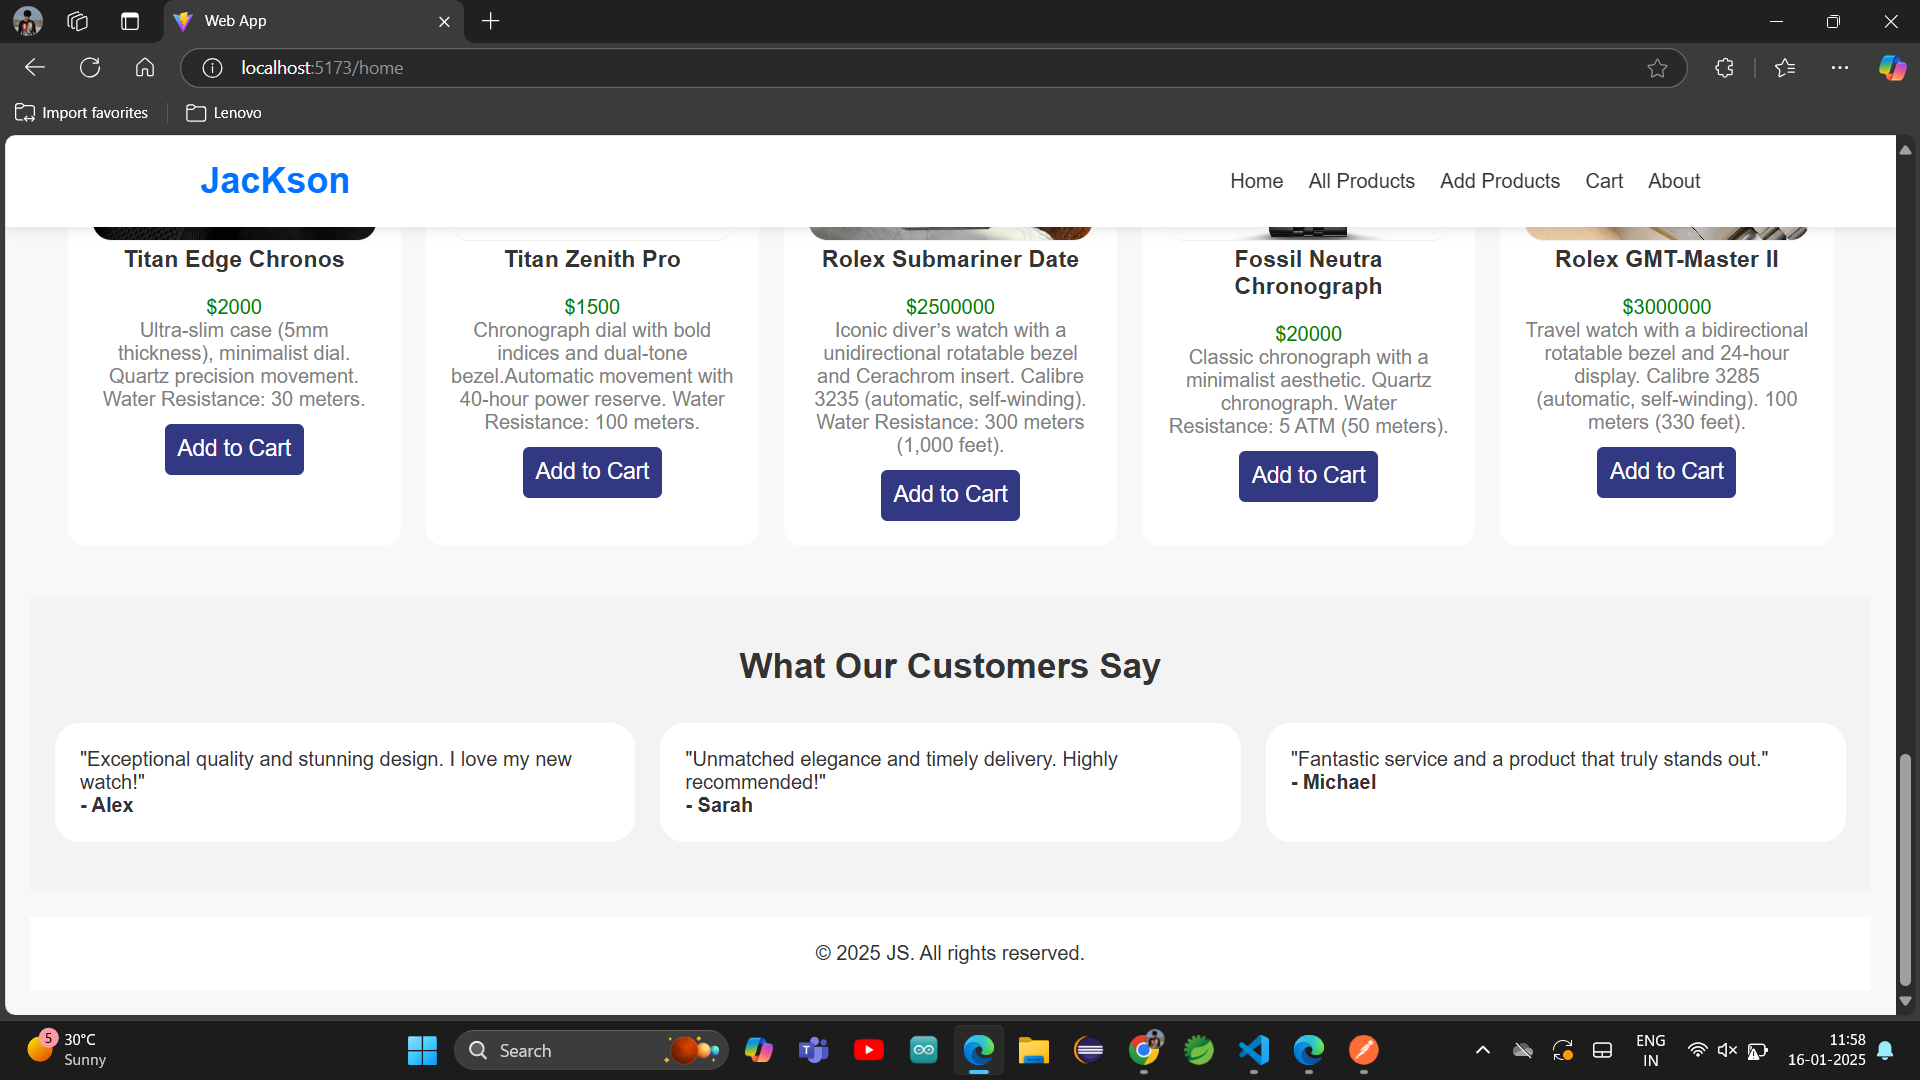 Web App
localhost:5173/home
Import favorites
Lenovo
JacKson
Home
All Products
Add Products
Cart
About
Titan Edge Chronos
$2000
Ultra-slim case (5mm
thickness), minimalist dial.
Quartz precision movement.
Water Resistance: 30 meters.
Add to Cart
Titan Zenith Pro
$1500
Chronograph dial with bold
indices and dual-tone
bezel.Automatic movement with
40-hour power reserve. Water
Resistance: 100 meters.
Add to Cart
Rolex Submariner Date
$2500000
Iconic diver’s watch with a
unidirectional rotatable bezel
and Cerachrom insert. Calibre
3235 (automatic, self-winding).
Water Resistance: 300 meters
(1,000 feet).
Add to Cart
Fossil Neutra
Chronograph
$20000
Classic chronograph with a
minimalist aesthetic. Quartz
chronograph. Water
Resistance: 5 ATM (50 meters).
Add to Cart
Rolex GMT-Master II
$3000000
Travel watch with a bidirectional
rotatable bezel and 24-hour
display. Calibre 3285
(automatic, self-winding). 100
meters (330 feet).
Add to Cart
What Our Customers Say
"Exceptional quality and stunning design. I love my new
watch!"
- Alex
"Unmatched elegance and timely delivery. Highly
recommended!"
- Sarah
"Fantastic service and a product that truly stands out."
- Michael
© 2025 JS. All rights reserved.
5
30°C
Sunny
Search
ENG
IN
11:58
16-01-2025